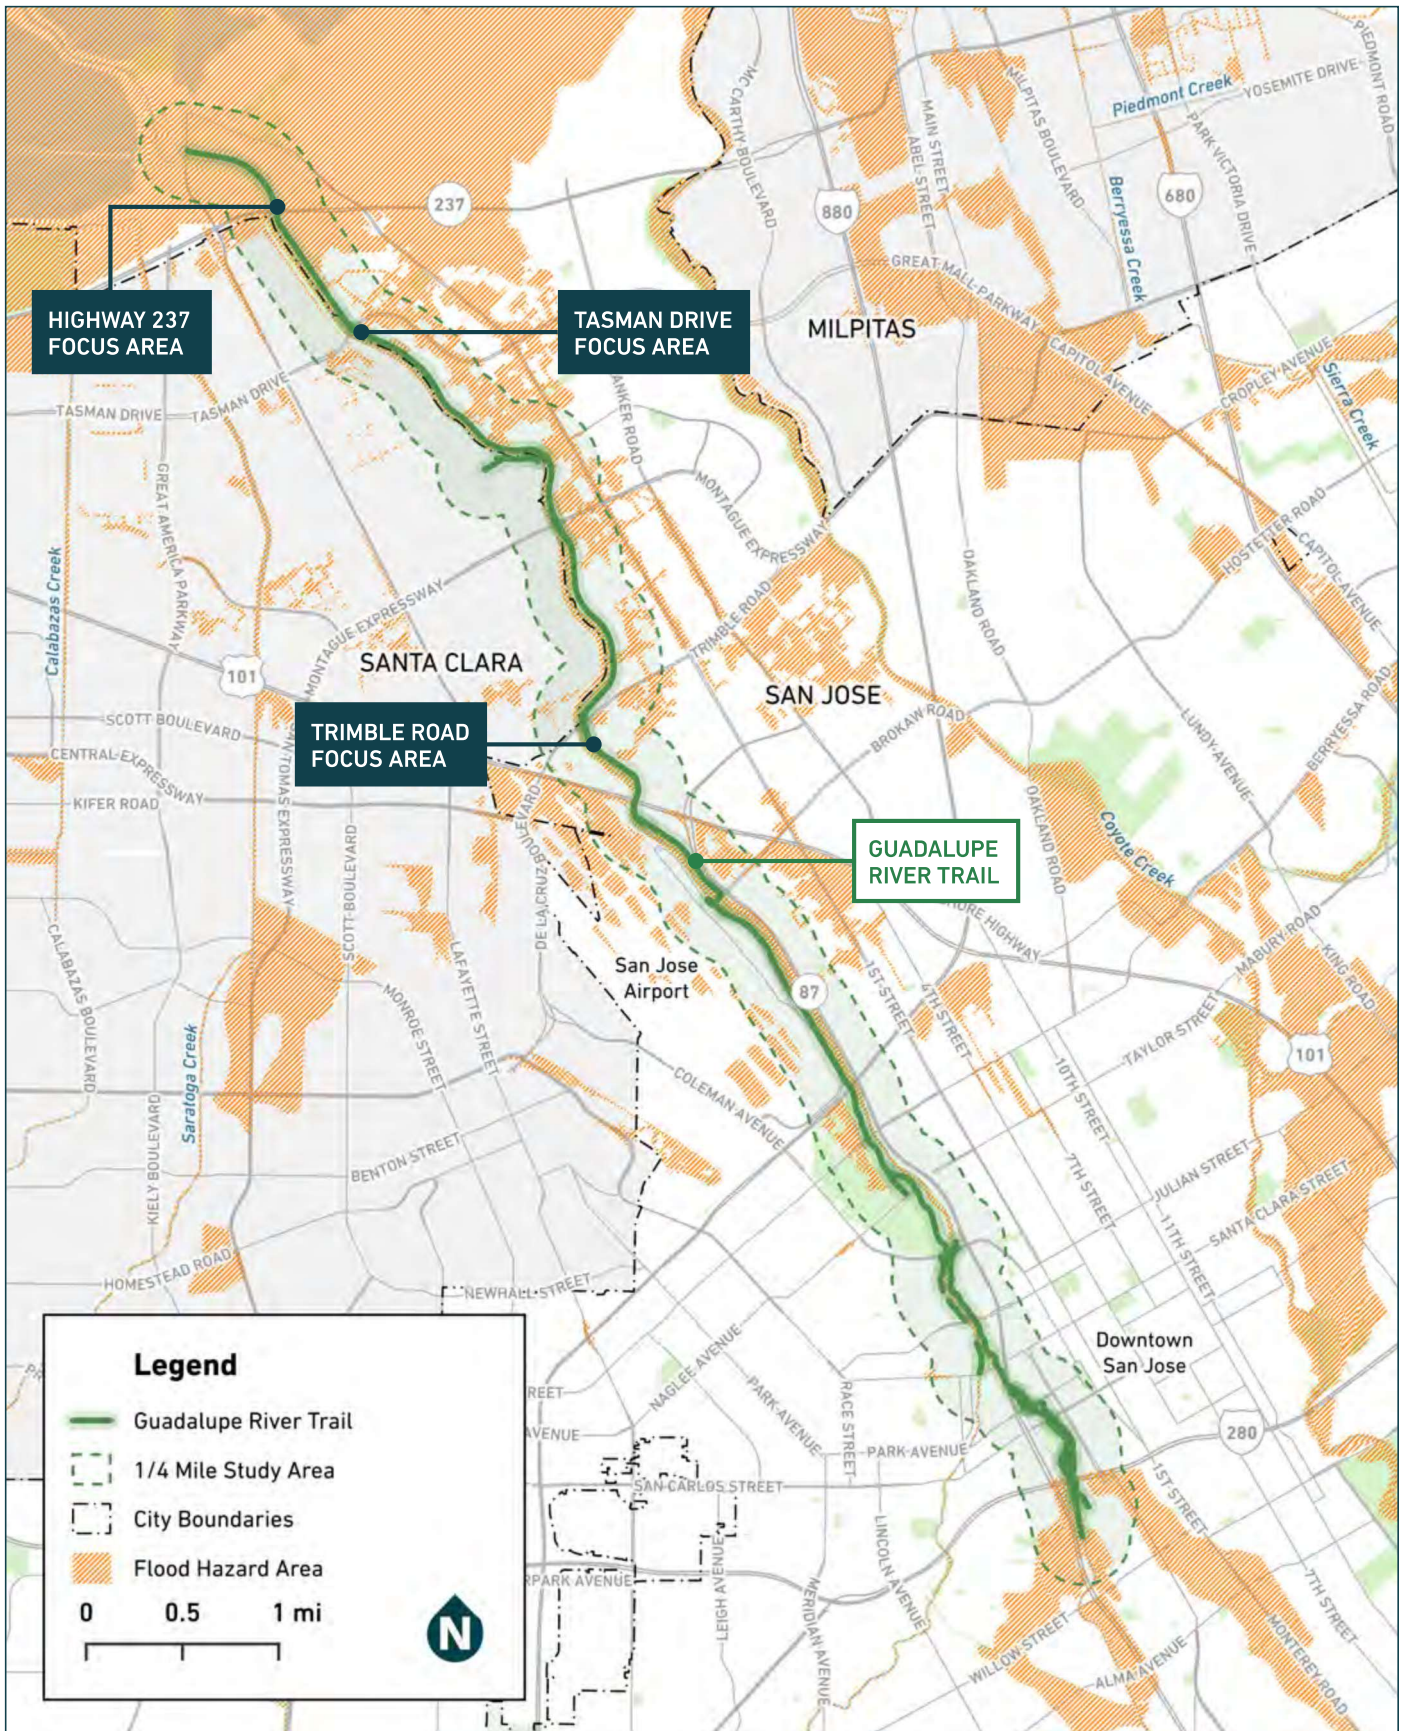 PIEDMONT ROAD
MC CARTHY BOULEVARD
MAIN STREET
ABEL STREET
MILPITAS BOULEVARD
Piedmont Creek
YOSEMITE DRIVE
PARK VICTORIA DRIVE
237
880
680
Berryessa Creek
GREAT MALL PARKWAY
HIGHWAY 237
FOCUS AREA
TASMAN DRIVE
FOCUS AREA
MILPITAS
CAPITOL AVENUE
CROPLEY AVENUE
Sierra Creek
TASMAN DRIVE
TASMAN DRIVE
ANKER ROAD
GREAT AMERICA PARKWAY
MONTAGUE EXPRESSWAY
HOSTETTER ROAD
CAPITOL AVENUE
Calabazas Creek
OAKLAND ROAD
MONTAGUE EXPRESSWAY
TRIMBLE ROAD
SANTA CLARA
101
SAN JOSE
BROKAW ROAD
LUNDY AVENUE
BERRYESSA ROAD
SCOTT BOULEVARD
TRIMBLE ROAD
FOCUS AREA
CENTRAL EXPRESSWAY
KIFER ROAD
SAN TOMAS EXPRESSWAY
SCOTT BOULEVARD
DE LA CRUZ BOULEVARD
OAKLAND ROAD
Coyote Creek
GUADALUPE
RIVER TRAIL
SHORE HIGHWAY
MABURY ROAD
KING ROAD
CALABAZAS BOULEVARD
LAFAYETTE STREET
MONROE STREET
San Jose
Airport
87
1ST STREET
4TH STREET
TAYLOR STREET
101
Saratoga Creek
COLEMAN AVENUE
10TH STREET
KIELY BOULEVARD
BENTON STREET
7TH STREET
JULIAN STREET
11TH STREET
SANTA CLARA STREET
HOMESTEAD ROAD
NEWHALL STREET
Downtown
San Jose
NAGLEE AVENUE
PARK AVENUE
RACE STREET
REET
AVENUE
PARK AVENUE
280
SAN CARLOS STREET
1ST STREET
LINCOLN AVENUE
LEIGH AVENUE
RPARK AVENUE
MERIDIAN AVENUE
WILLOW STREET
ALMA AVENUE
7TH STREET
MONTEREY ROAD
PR
Legend
Guadalupe River Trail
1/4 Mile Study Area
City Boundaries
Flood Hazard Area
0 0.5 1 mi
N